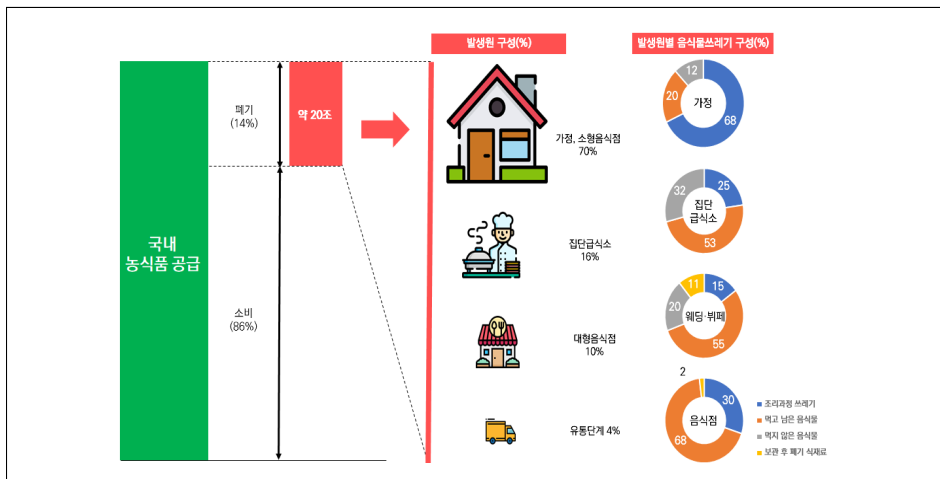 발생원 구성(%)
발생원별 음식물쓰레기 구성(%)
국내
농식품 공급
폐기
(14%)
약 20조
소비
(86%)
가정, 소형음식점
70%
집단급식소
16%
대형음식점
10%
유통단계 4%
12
20
가정
68
32
25
집단
급식소
53
11
15
20
웨딩·뷔페
55
2
30
음식점
68
조리과정 쓰레기
먹고 남은 음식물
먹지 않은 음식물
보관 후 폐기 식재료